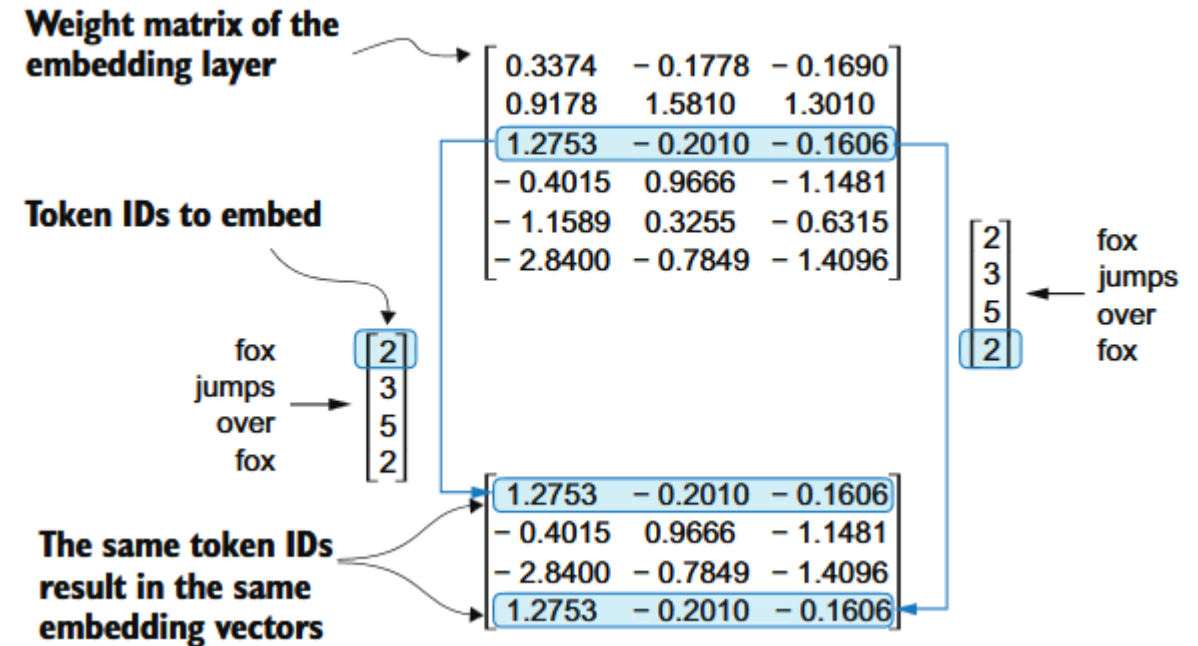 Weight matrix of the
embedding layer
0.3374 − 0.1778 − 0.1690
0.9178 1.5810 1.3010
1.2753 − 0.2010 − 0.1606
− 0.4015 0.9666 − 1.1481
− 1.1589 0.3255 − 0.6315
− 2.8400 − 0.7849 − 1.4096
Token IDs to embed
2 fox
3 jumps
5 over
2 fox
fox 2
jumps 3
over 5
fox 2
1.2753 − 0.2010 − 0.1606
− 0.4015 0.9666 − 1.1481
− 2.8400 − 0.7849 − 1.4096
1.2753 − 0.2010 − 0.1606
The same token IDs
result in the same
embedding vectors